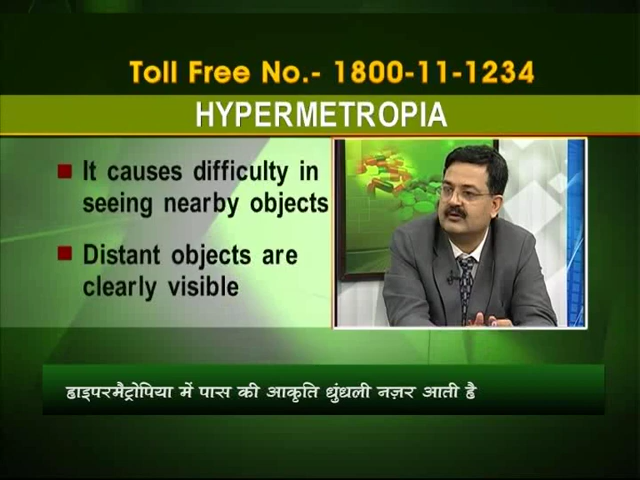 Toll Free No.- 1800-11-1234
HYPERMETROPIA
It causes difficulty in
seeing nearby objects
Distant objects are
clearly visible
हाइपरमैट्रोपिया में पास की आकृति धुंधली नज़र आती है